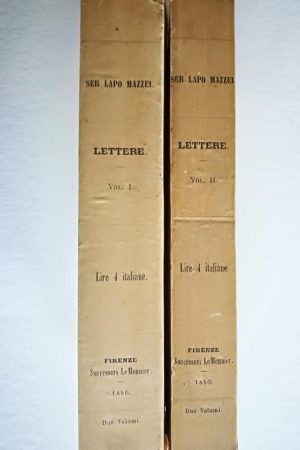 SER LAPO MAZZEI.
LETTERE.
VOL. I.
Lire 4 italiane.
FIRENZE
Successori Le Monnier.
1880.
Due Volumi.
SER LAPO MAZZEI
LETTERE.
VOL. II.
Lire 4 italiane.
FIRENZE
Successori Le Monnier.
1880.
Due Volumi.